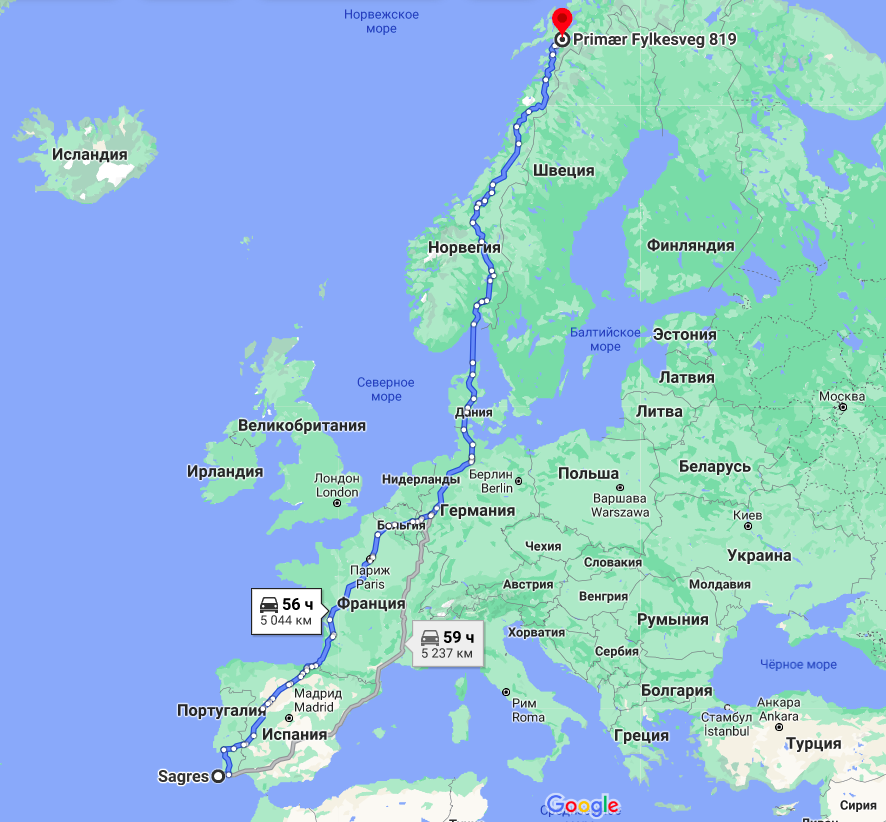 Норвежское
море
Primær Fylkesveg 819
Исландия
Швеция
Норвегия
Финляндия
Балтийское
море
Эстония
Северное
море
Латвия
Москва
Дания
Литва
Великобритания
Ирландия
Беларусь
Лондон
London
Нидерланды
Берлин
Berlin
Польша
Варшава
Warszawa
Бельгия
Германия
Киев
Чехия
Украина
Париж
Paris
Словакия
Австрия
Молдавия
Венгрия
56 ч
5 044 км
Франция
Румыния
59 ч
5 237 км
Хорватия
Сербия
Чёрное море
Мадрид
Madrid
Болгария
Португалия
Рим
Roma
Анкара
Ankara
Стамбул
İstanbul
Испания
Греция
Турция
Sagres
Google
Сирия